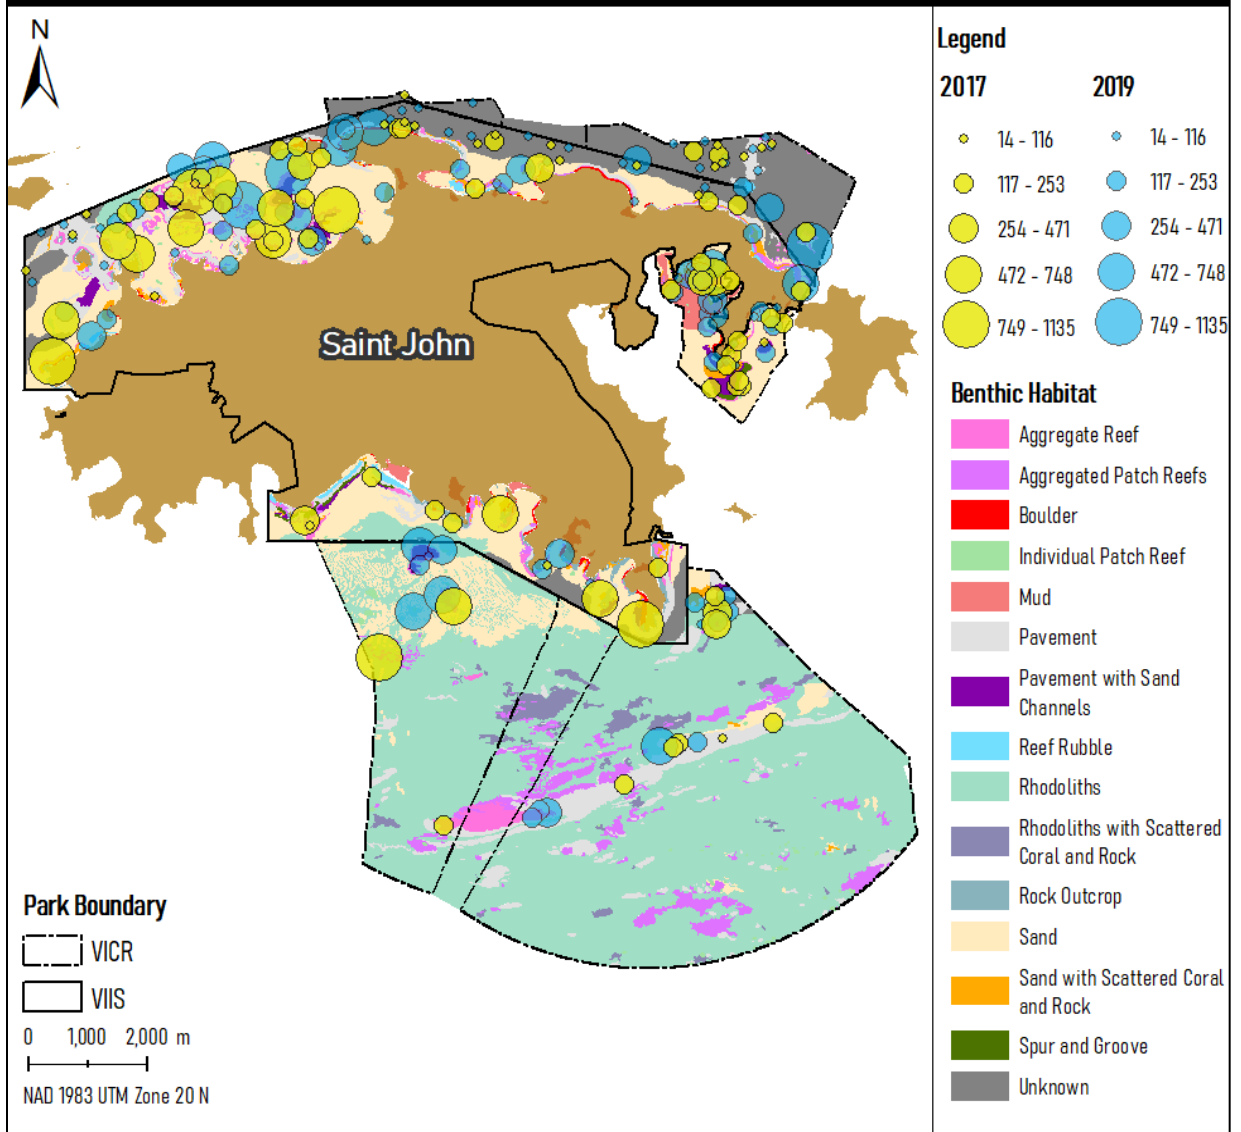 N
Saint John
Park Boundary
VICR
VIIS
0 1,000 2,000 m
NAD 1983 UTM Zone 20 N
Legend
2017 2019
14 - 116 14 - 116
117 - 253 117 - 253
254 - 471 254 - 471
472 - 748 472 - 748
749 - 1135 749 - 1135
Benthic Habitat
Aggregate Reef
Aggregated Patch Reefs
Boulder
Individual Patch Reef
Mud
Pavement
Pavement with Sand
Channels
Reef Rubble
Rhodoliths
Rhodoliths with Scattered
Coral and Rock
Rock Outcrop
Sand
Sand with Scattered Coral
and Rock
Spur and Groove
Unknown